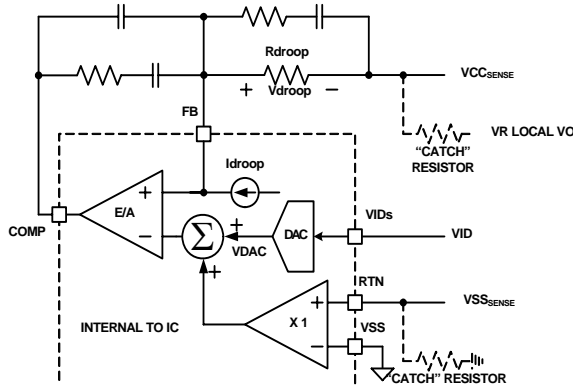 Rdroop
+ Vdroop –
VCCSENSE
FB
VR LOCAL VO
"CATCH"
RESISTOR
Idroop
+
E/A
–
COMP
Σ
+
VDAC
+
DAC
VIDs
VID
RTN
+
X 1
–
VSSSENSE
VSS
INTERNAL TO IC
"CATCH" RESISTOR